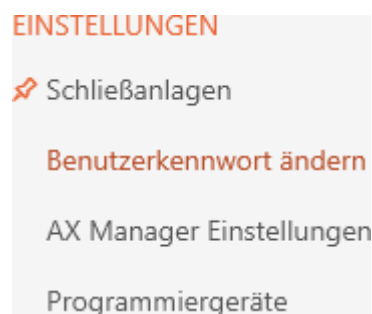 EINSTELLUNGEN
Schließanlagen
Benutzerkennwort ändern
AX Manager Einstellungen
Programmiergeräte